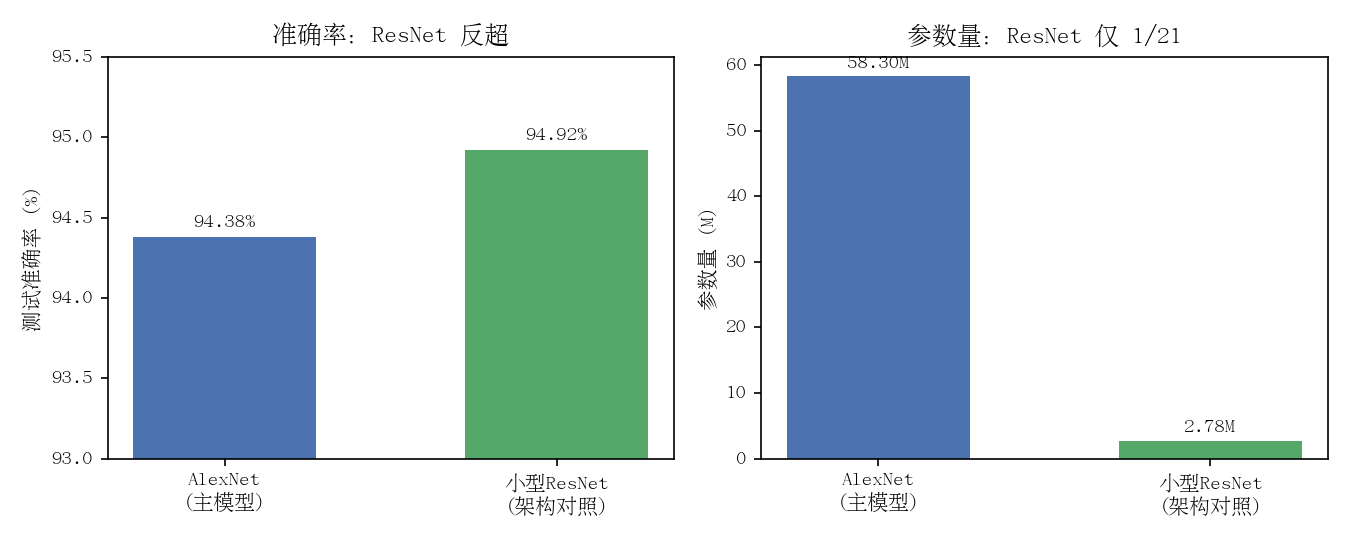 准确率: ResNet 反超
95.5
95.0
94.5
94.0
93.5
93.0
测试准确率 (%)
94.38%
94.92%
AlexNet
(主模型)
小型ResNet
(架构对照)
参数量: ResNet 仅 1/21
60
50
40
30
20
10
0
参数量 (M)
58.30M
2.78M
AlexNet
(主模型)
小型ResNet
(架构对照)